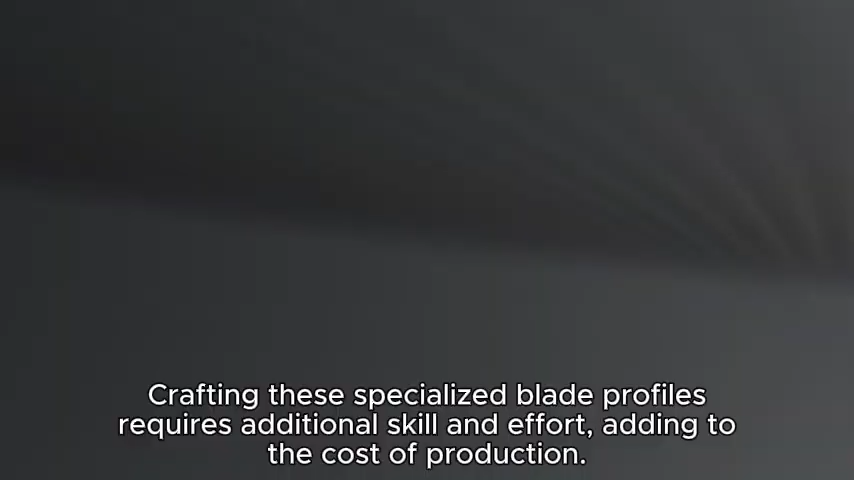 Crafting these specialized blade profiles
requires additional skill and effort, adding to
the cost of production.